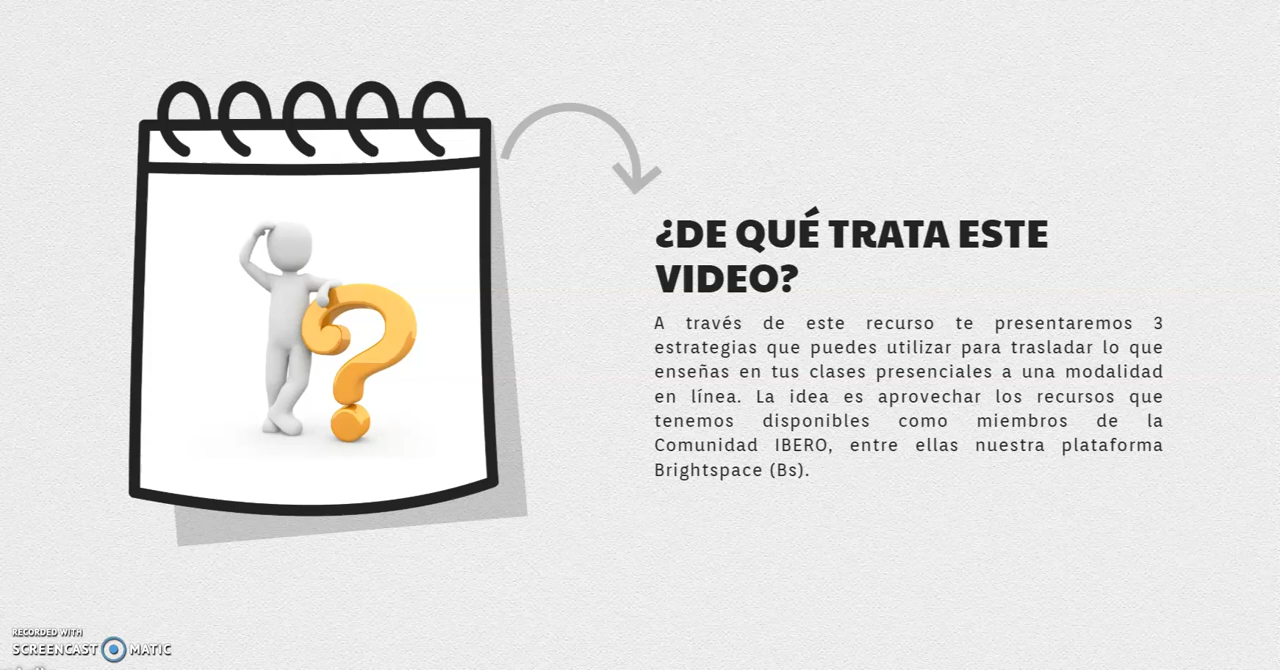 ¿DE QUÉ TRATA ESTE
VIDEO?
A través de este recurso te presentaremos 3
estrategias que puedes utilizar para trasladar lo que
enseñas en tus clases presenciales a una modalidad
en línea. La idea es aprovechar los recursos que
tenemos disponibles como miembros de la
Comunidad IBERO, entre ellas nuestra plataforma
Brightspace (Bs).
RECORDED WITH
SCREENCAST MATIC